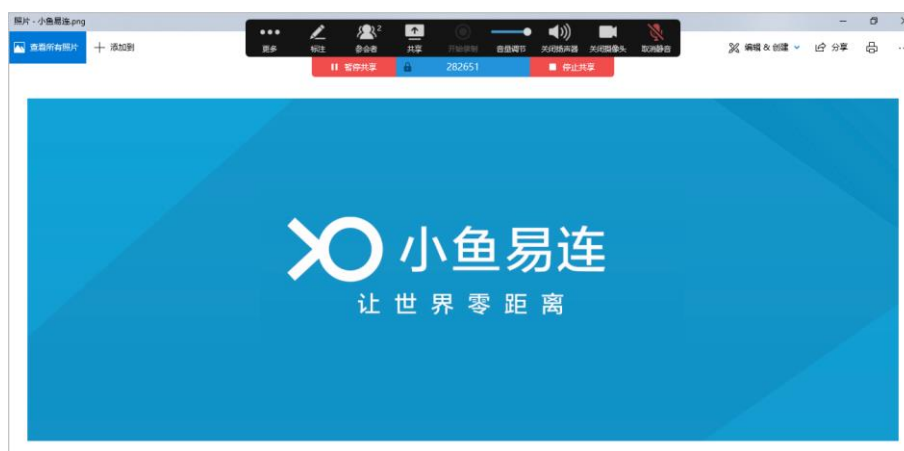 照片 - 小鱼易连.png
查看所有照片 添加到
更多 标注 参会者 2 共享 开始录制 音量调节 关闭扬声器 关闭摄像头 取消静音
编辑 & 创建 分享
暂停共享 282651 停止共享
小鱼易连
让世界零距离